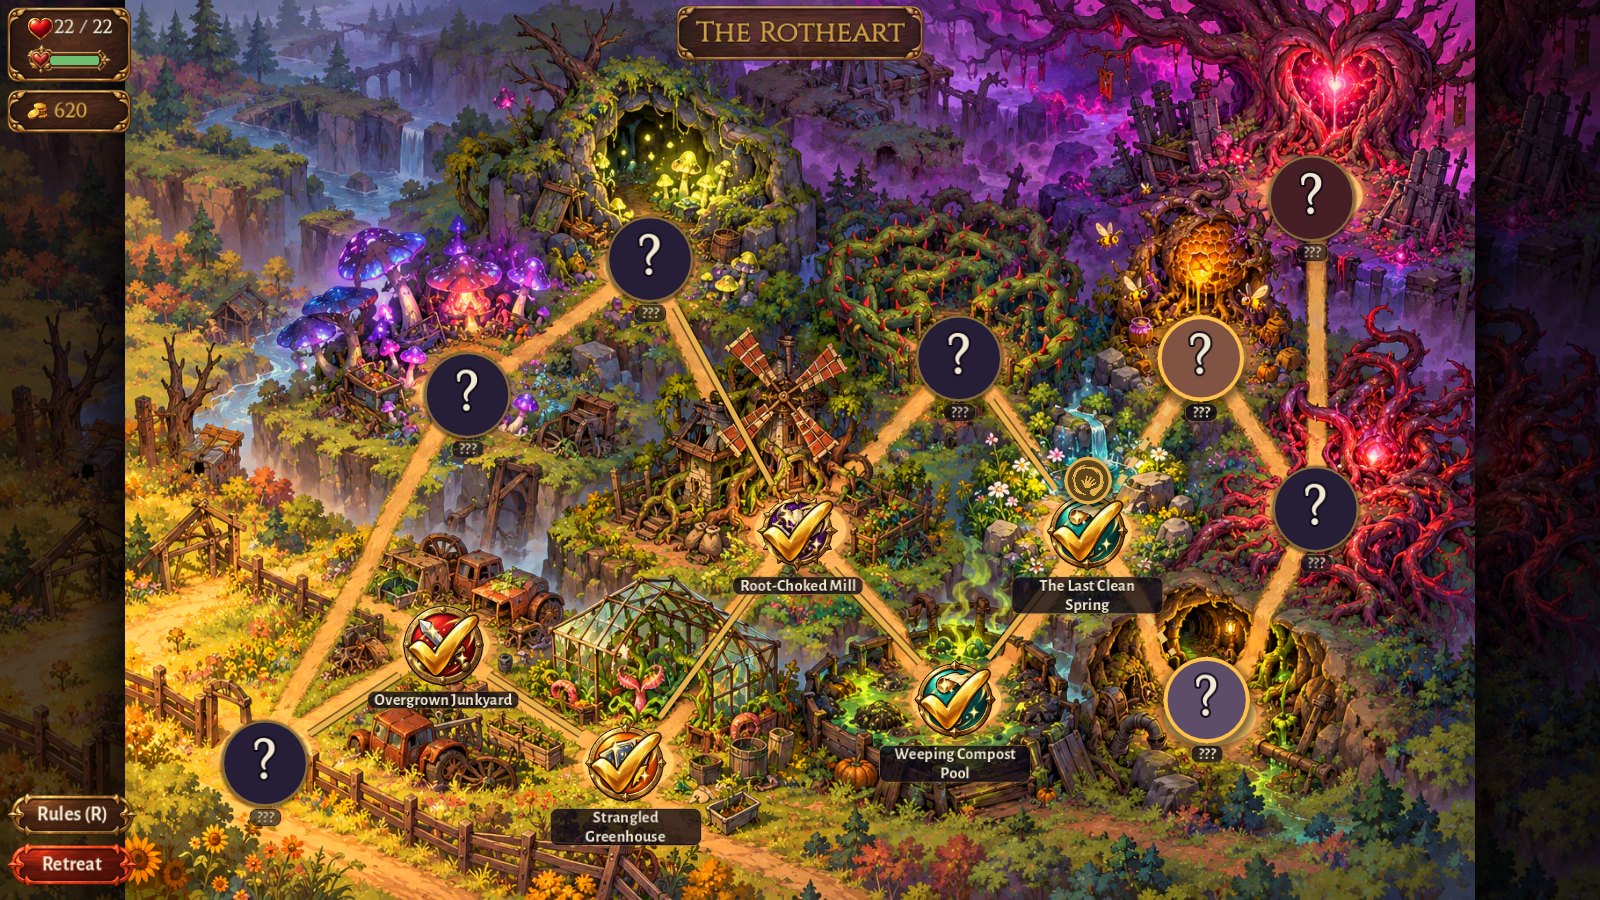 22 / 22
THE ROTHEART
620
?
???
?
???
?
???
?
???
?
???
Root-Choked Mill
The Last Clean
Spring
?
???
Overgrown Junkyard
Weeping Compost
Pool
?
???
?
???
Strangled
Greenhouse
Rules (R)
Retreat